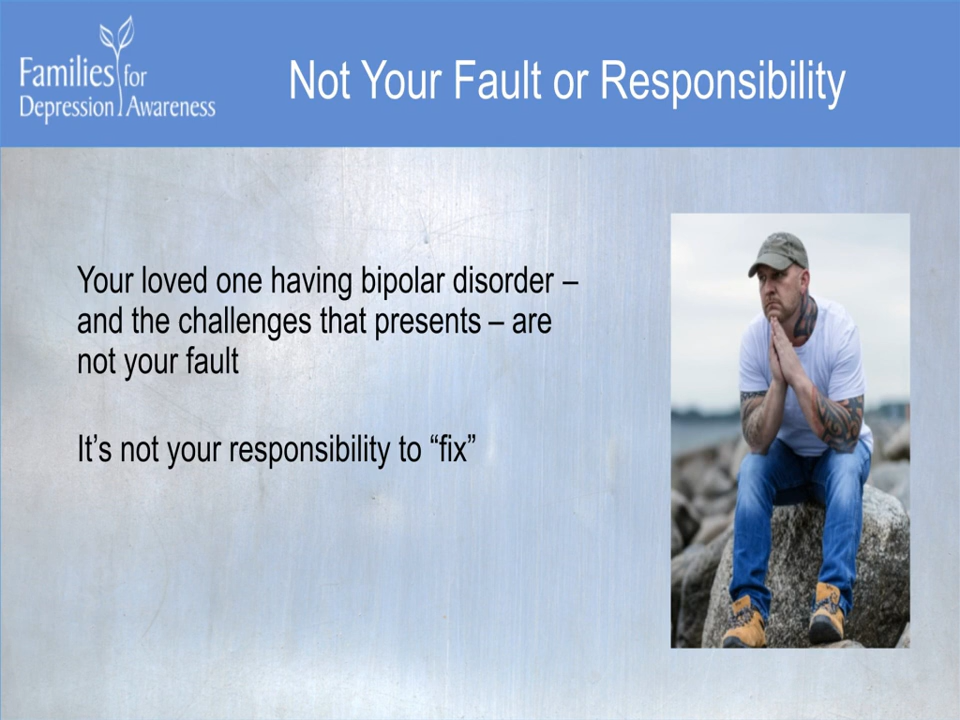 Families for
Depression Awareness
Not Your Fault or Responsibility
Your loved one having bipolar disorder –
and the challenges that presents – are
not your fault
It’s not your responsibility to “fix”